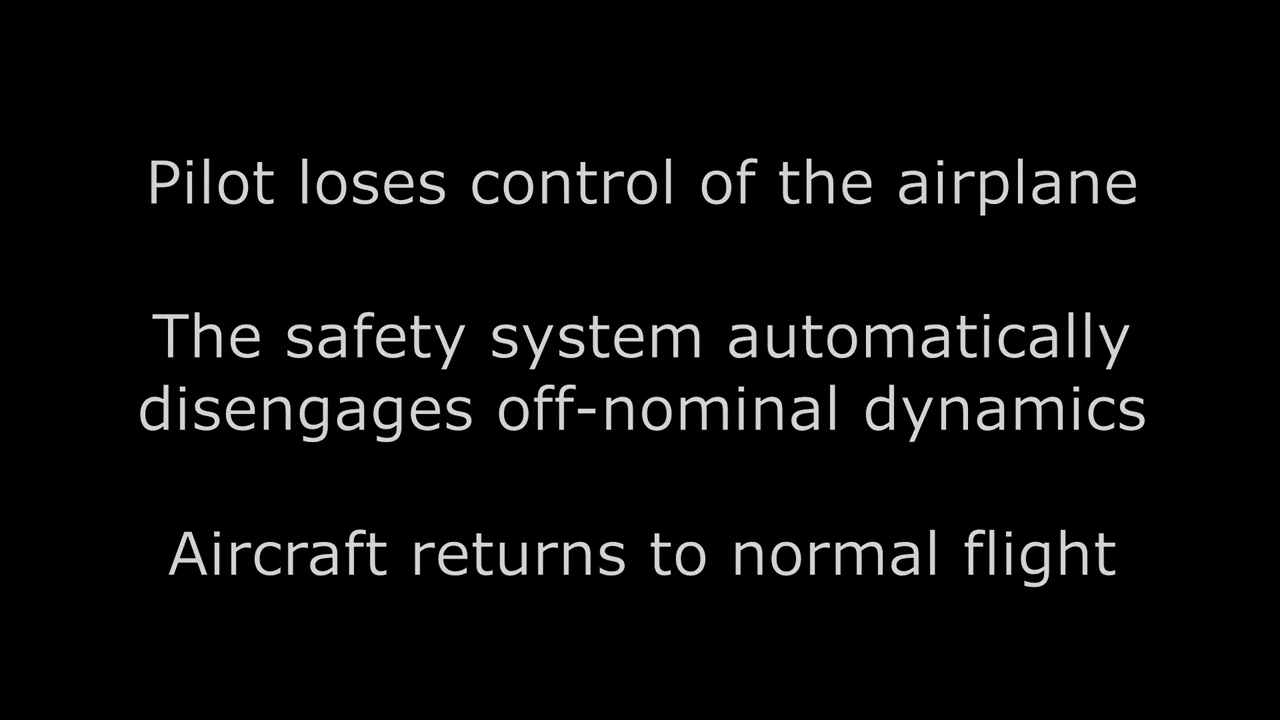 Pilot loses control of the airplane
The safety system automatically
disengages off-nominal dynamics
Aircraft returns to normal flight